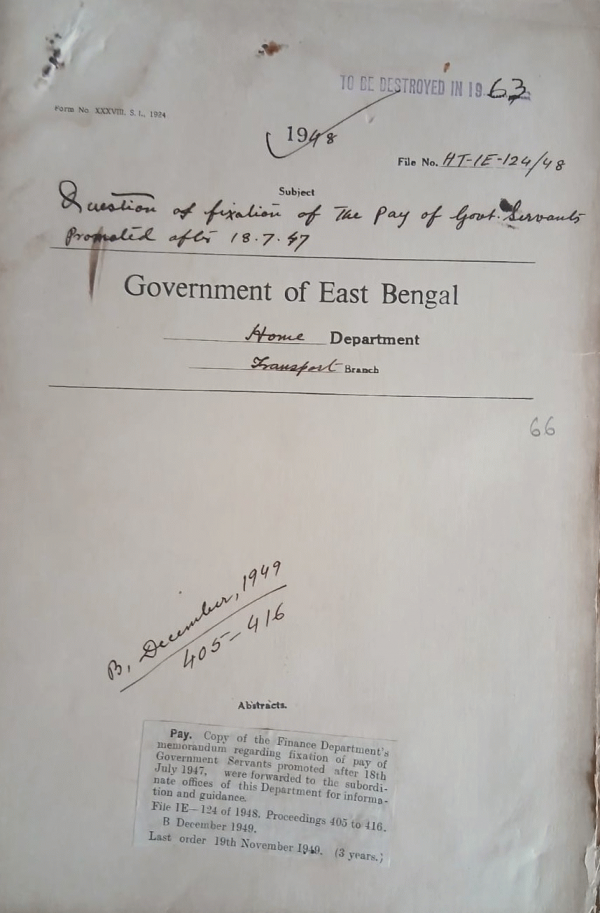 TO BE DESTROYED IN 1963
Form No. XXXVIII. S. L., 1924
1948
File No. HT-1E-124/48
Subject
Question of fixation of the pay of Govt. Servants
promoted after 18.7.47
Government of East Bengal
Home Department
Transport Branch
66
B, December, 1949
405-416
Abstracts.
Pay. Copy of the Finance Department's
memorandum regarding fixation of pay of
Government Servants promoted after 18th
July 1947, were forwarded to the subordi-
nate offices of this Department for informa-
tion and guidance.
File 1E-124 of 1948. Proceedings 405 to 416.
B December 1949.
Last order 19th November 1949. (3 years.)